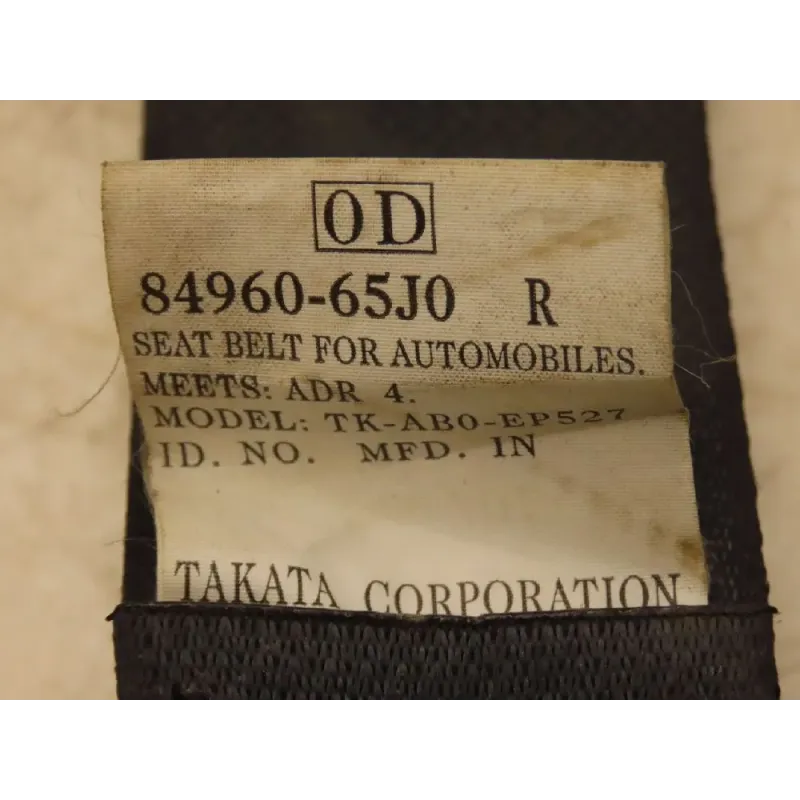 0D
84960-65J0 R
SEAT BELT FOR AUTOMOBILES.
MEETS: ADR 4.
MODEL: TK-AB0-EP527
ID. NO. MFD. IN
TAKATA CORPORATION